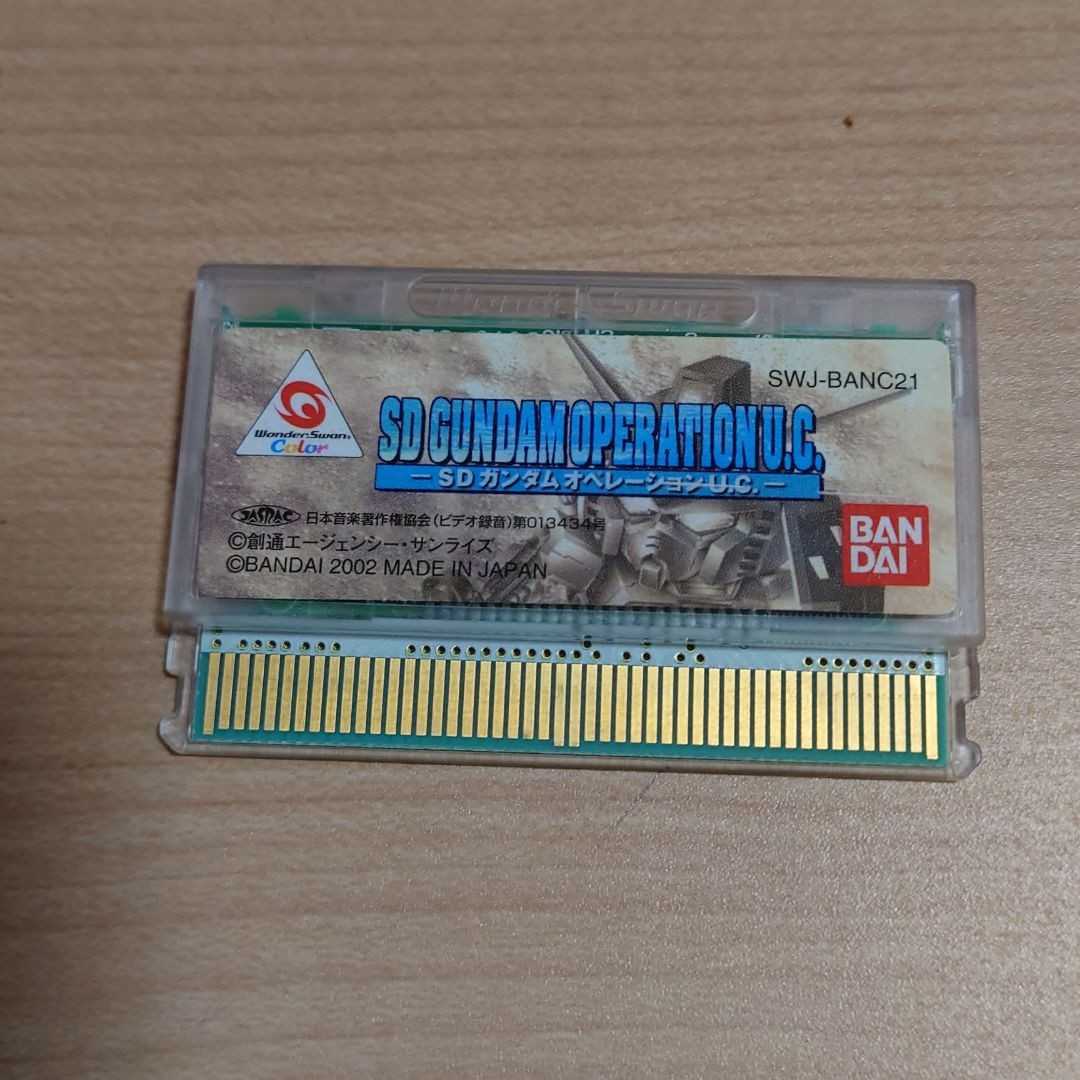 Wonder Swan
SWJ-BANC21
WonderSwan
Color
SD GUNDAM OPERATION U.C.
—SDガンダムオペレーションU.C.—
JASRAC 日本音楽著作権協会(ビデオ録音)第013434号
©創通エージェンシー・サンライズ
©BANDAI 2002 MADE IN JAPAN
BAN
DAI